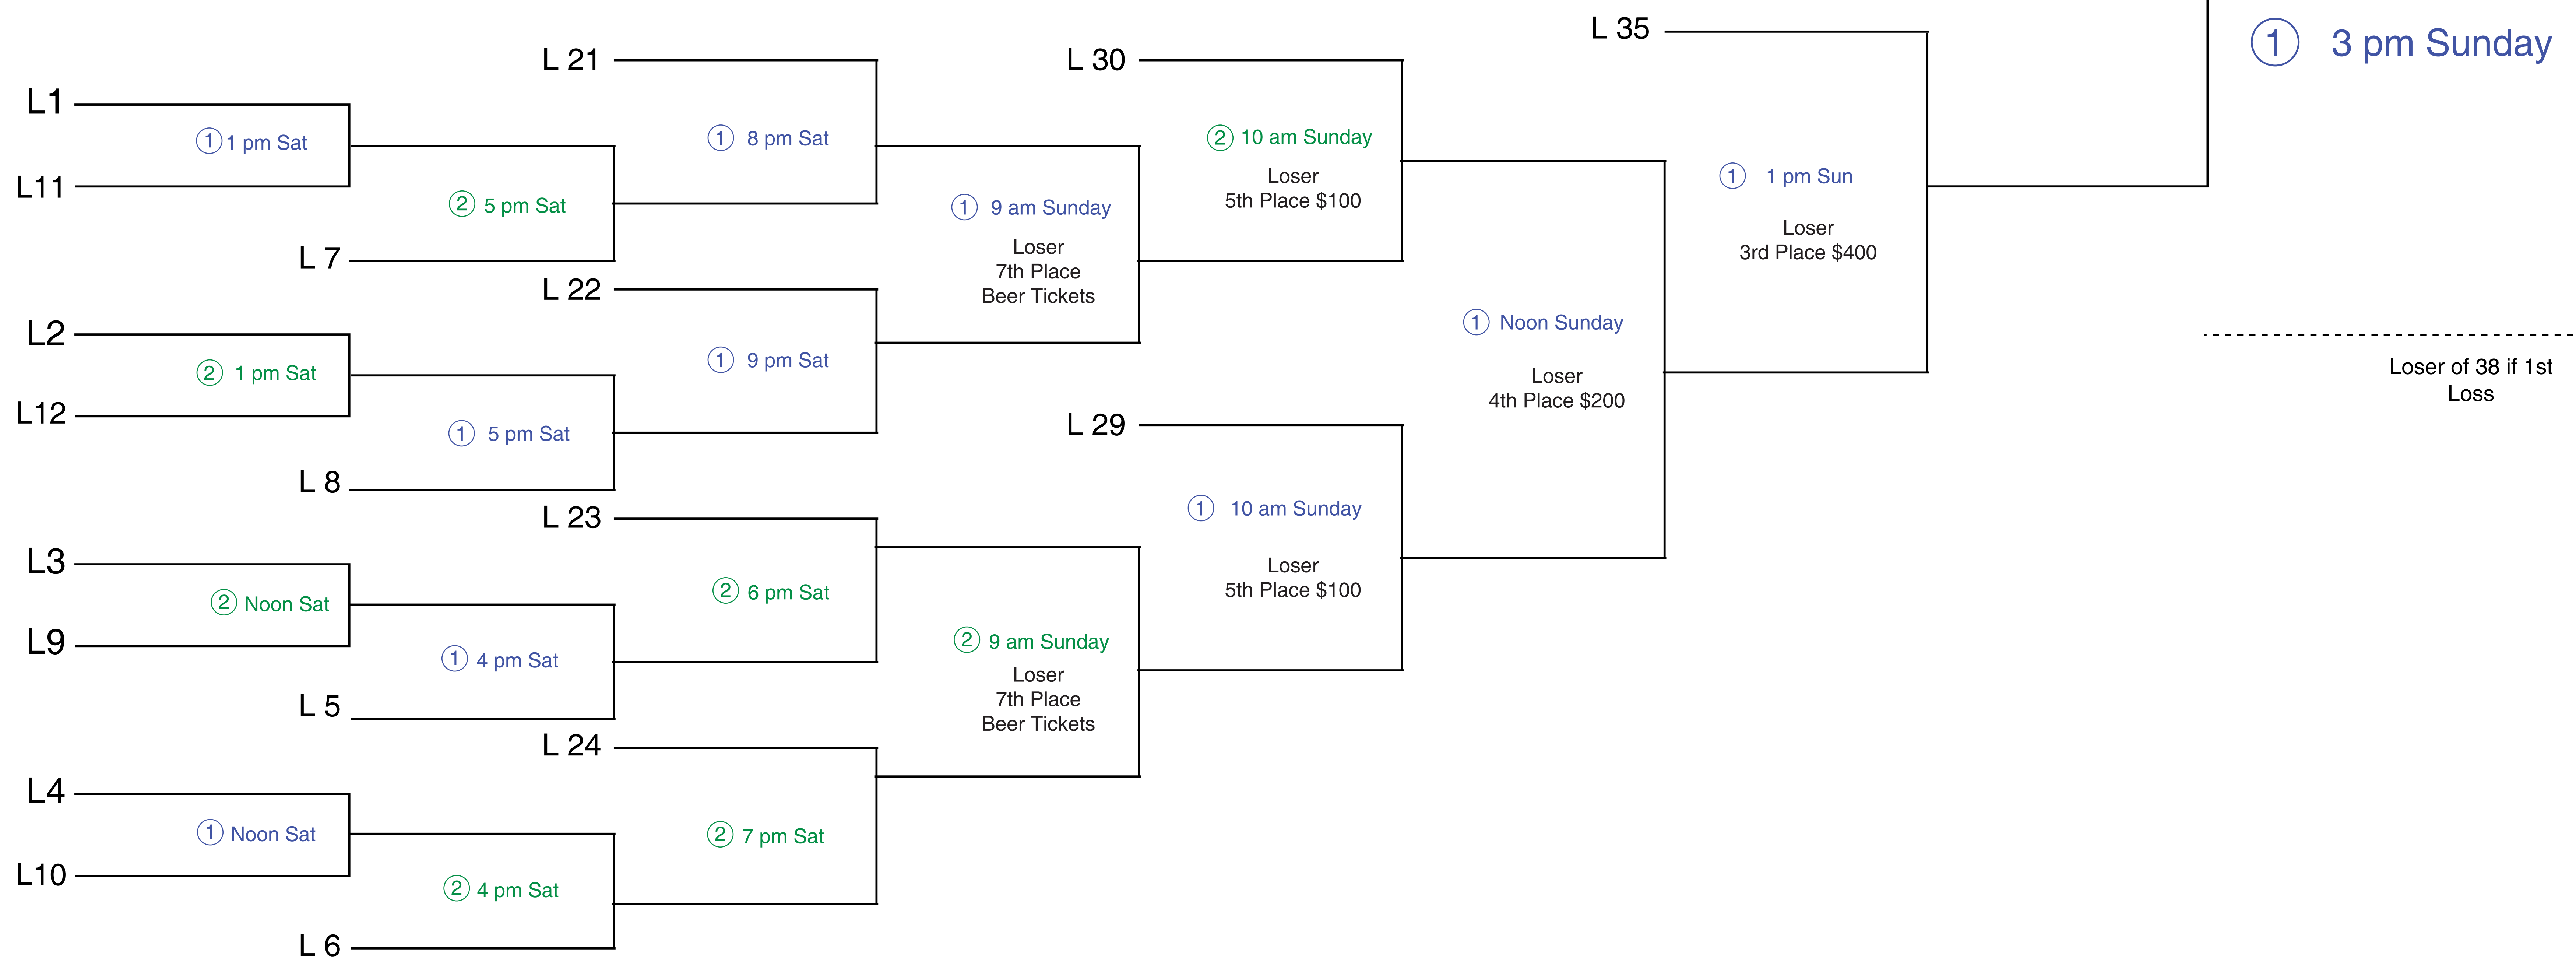 L 35
① 3 pm Sunday
L 21
L 30
L1
① 1 pm Sat
L11
① 8 pm Sat
② 10 am Sunday
Loser
5th Place $100
① 1 pm Sun
Loser
3rd Place $400
② 5 pm Sat
L 7
① 9 am Sunday
Loser
7th Place
Beer Tickets
L 22
L2
② 1 pm Sat
L12
① 9 pm Sat
① Noon Sunday
Loser
4th Place $200
Loser of 38 if 1st
Loss
① 5 pm Sat
L 8
L 29
L 23
① 10 am Sunday
Loser
5th Place $100
L3
② Noon Sat
L9
② 6 pm Sat
① 4 pm Sat
L 5
② 9 am Sunday
Loser
7th Place
Beer Tickets
L 24
L4
① Noon Sat
L10
② 7 pm Sat
② 4 pm Sat
L 6